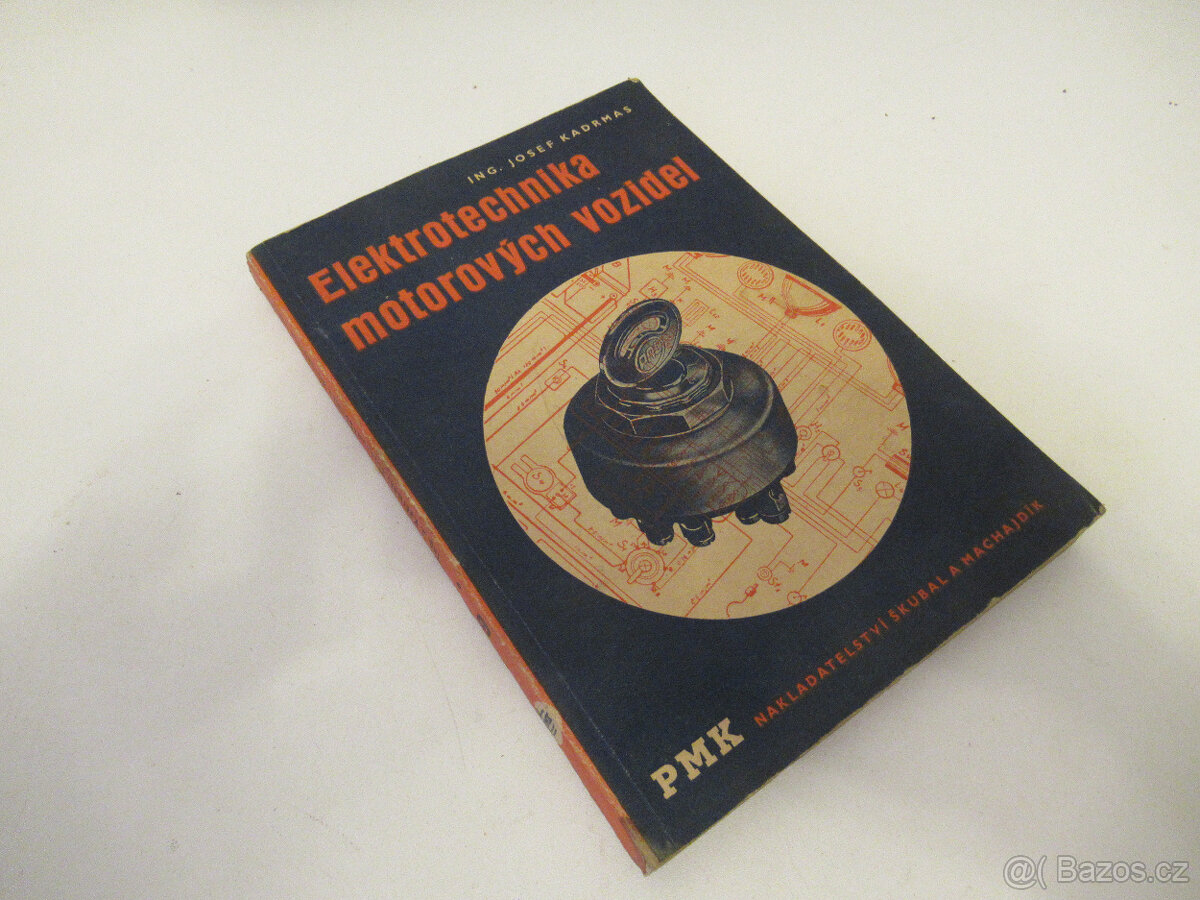 ING. JOSEF KADRMAS
Elektrotechnika
motorových vozidel
PMK
NAKLADATELSTVÍ ŠKUBAL A MACHAJDÍK
@( Bazos.cz